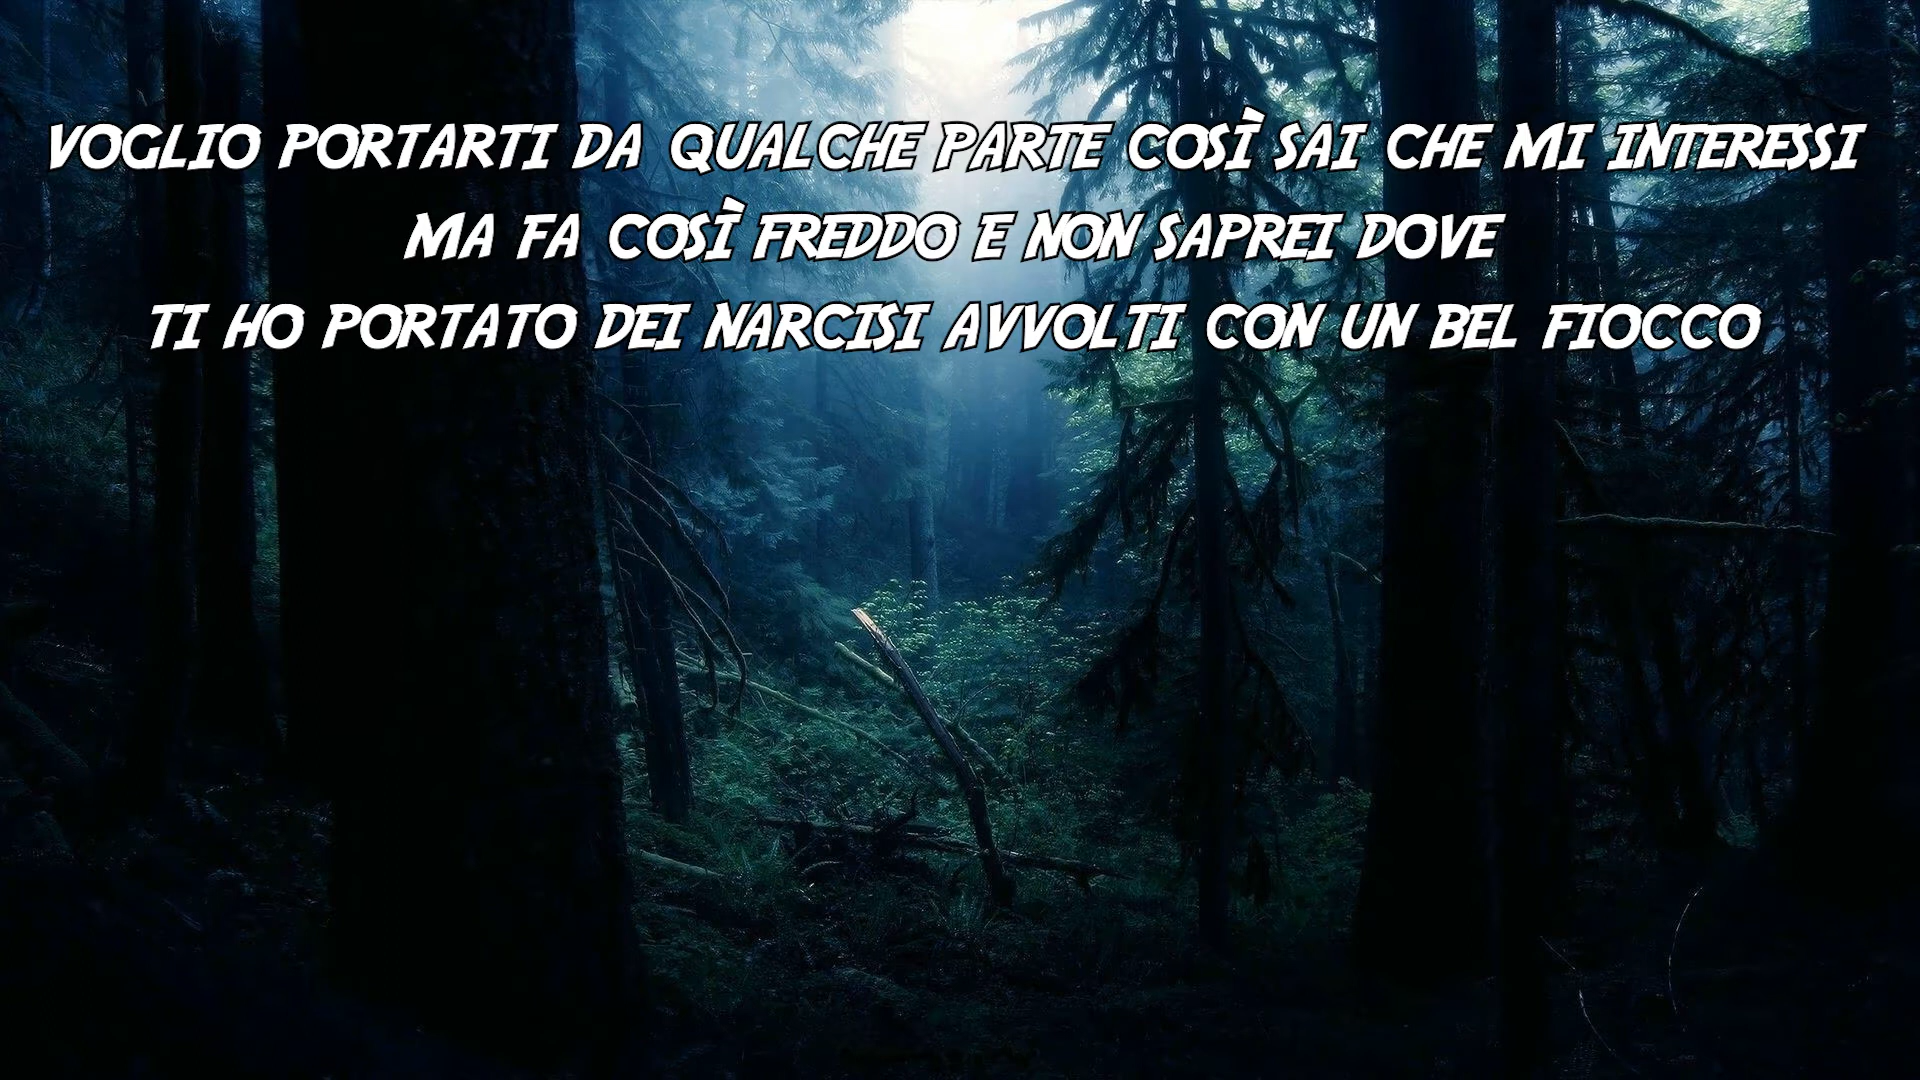 VOGLIO PORTARTI DA QUALCHE PARTE COSÌ SAI CHE MI INTERESSI
MA FA COSÌ FREDDO E NON SAPREI DOVE
TI HO PORTATO DEI NARCISI AVVOLTI CON UN BEL FIOCCO